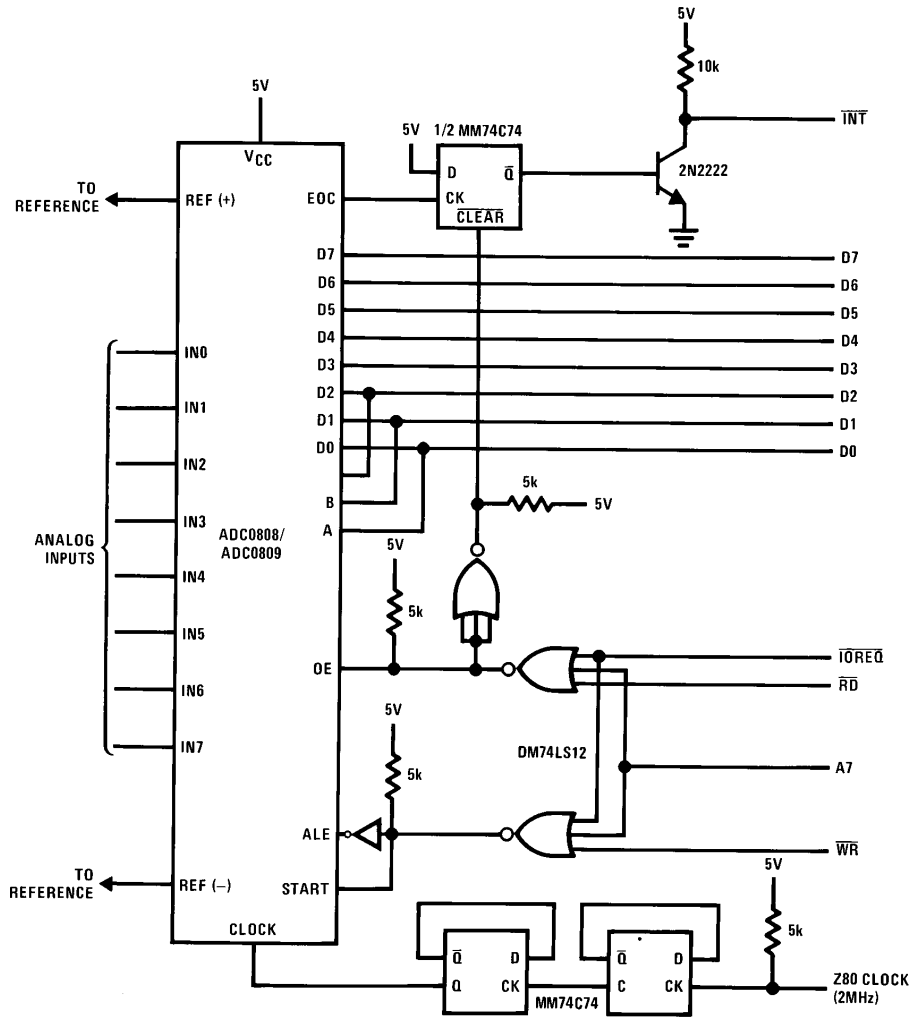 5V
10k
INT
5V
5V
1/2 MM74C74
D
Q
CK
CLEAR
2N2222
VCC
TO
REFERENCE
REF (+)
EOC
D7
D7
D6
D6
D5
D5
D4
D4
D3
D3
D2
D2
D1
D1
D0
D0
B
A
5k
5V
ANALOG
INPUTS
IN0
IN1
IN2
IN3
IN4
IN5
IN6
IN7
ADC0808/
ADC0809
5V
5k
OE
IOREQ
RD
5V
5k
DM74LS12
A7
ALE
WR
START
TO
REFERENCE
REF (–)
5V
5k
CLOCK
Q
D
Q
CK
MM74C74
Q
D
C
CK
Z80 CLOCK
(2MHz)